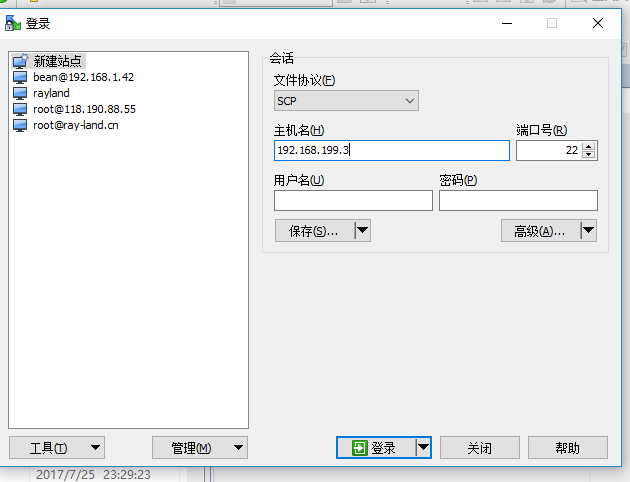 登录
新建站点
bean@192.168.1.42
rayland
root@118.190.88.55
root@ray-land.cn
会话
文件协议(F)
SCP
主机名(H) 端口号(R)
192.168.199.3 22
用户名(U) 密码(P)
保存(S)... 高级(A)...
工具(T) 管理(M) 登录 关闭 帮助
2017/7/25 23:29:23